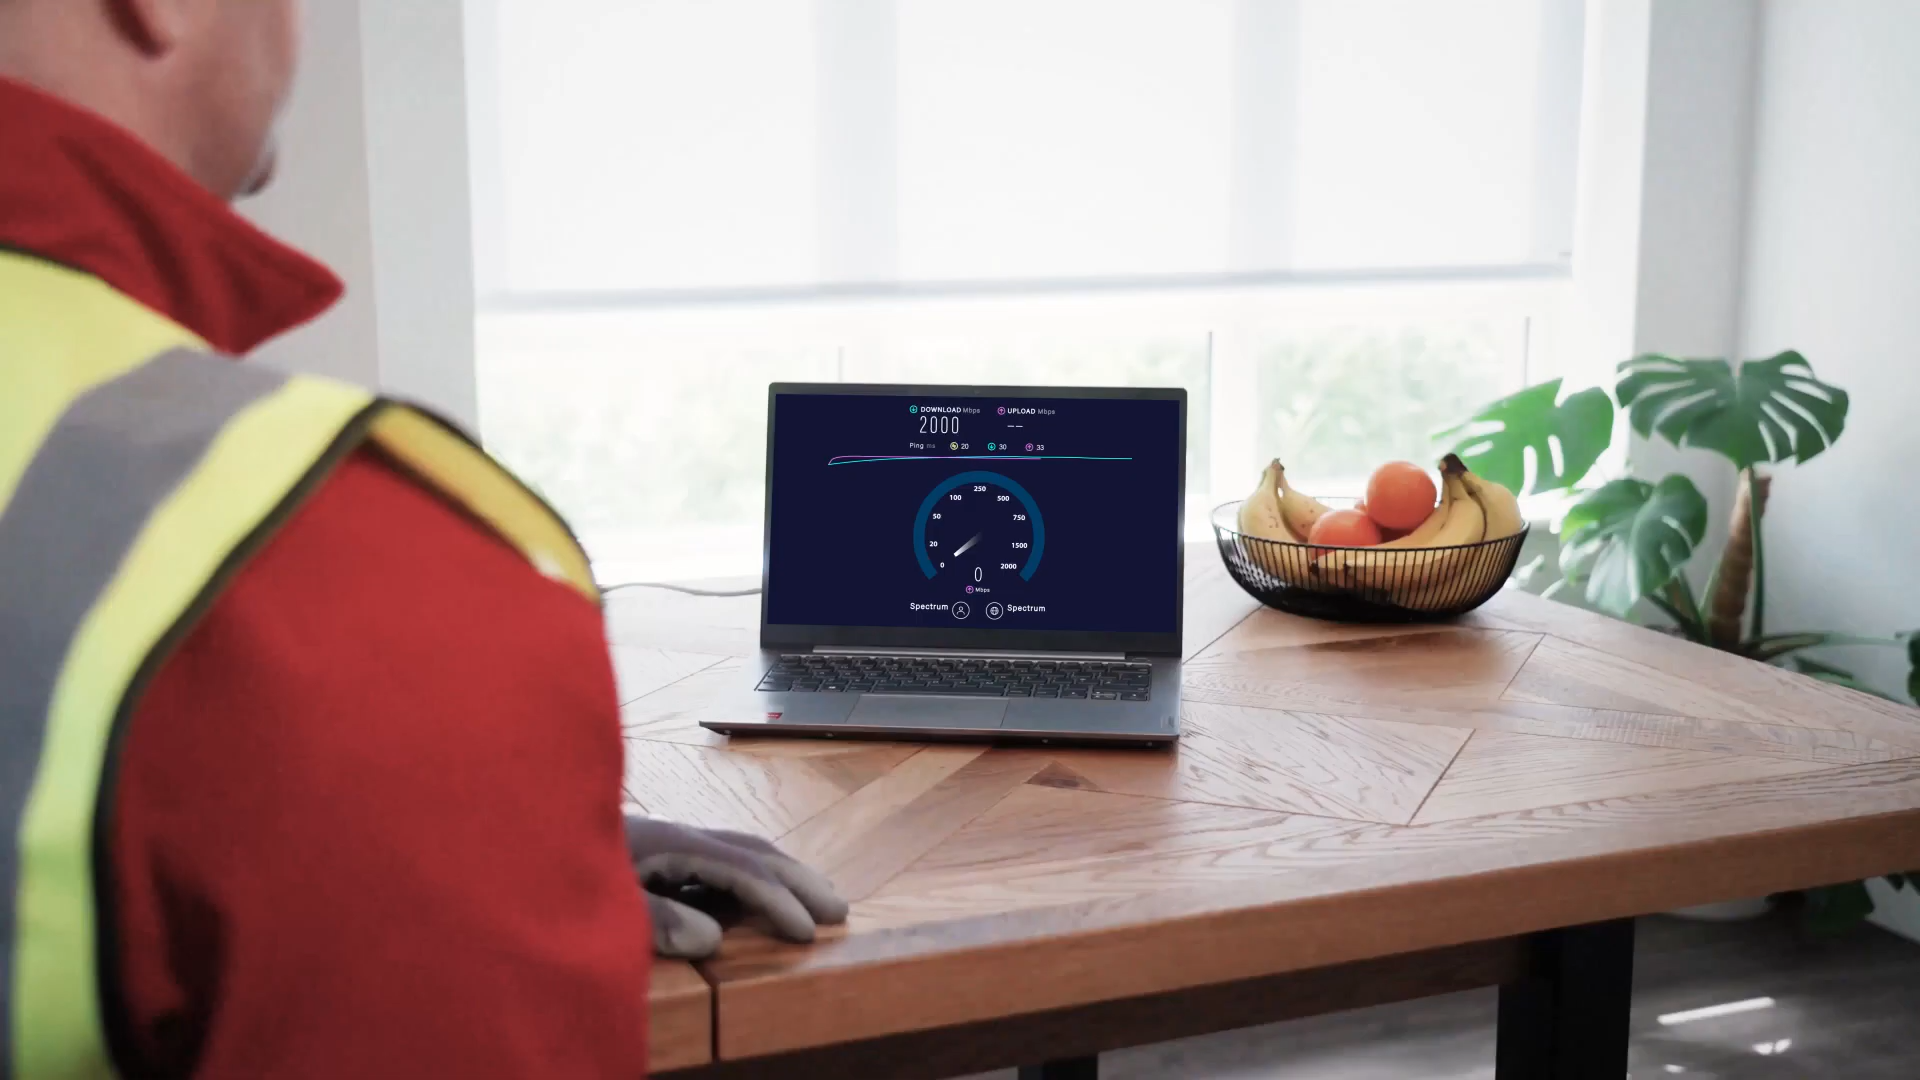 DOWNLOAD Mbps UPLOAD Mbps
2000 --
Ping ms 20 30 33
250
100 500
50 750
20 1500
0 2000
0
Mbps
Spectrum Spectrum